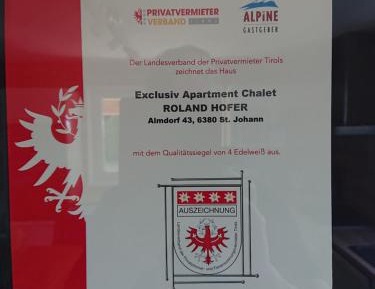 PRIVATVERMIETER
VERBAND TIROL
ALPINE
GASTGEBER
Der Landesverband der Privatvermieter Tirols
zeichnet das Haus
Exclusiv Apartment Chalet
ROLAND HOFER
Almdorf 43, 6380 St. Johann
mit dem Qualitätssiegel von 4 Edelweiß aus.
AUSZEICHNUNG